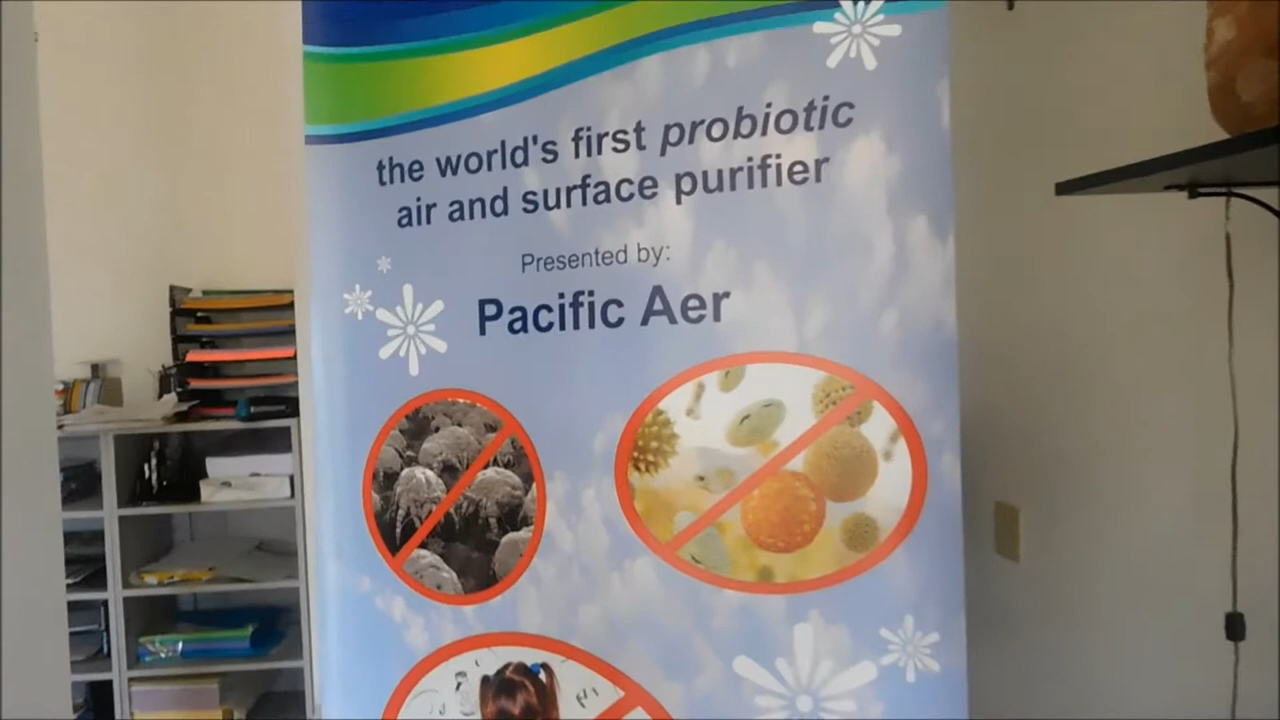 the world's first probiotic
air and surface purifier
Presented by:
Pacific Aer